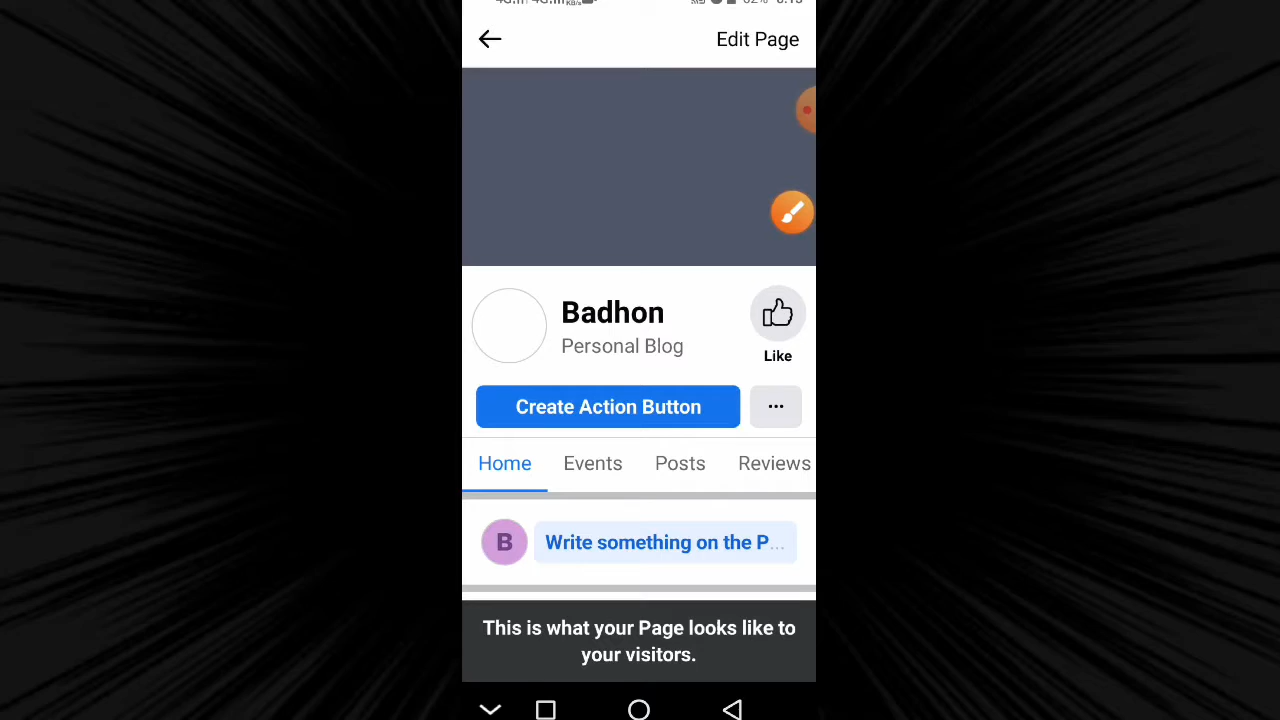 Edit Page
Badhon
Personal Blog
Like
Create Action Button
Home Events Posts Reviews
B Write something on the P...
This is what your Page looks like to
your visitors.